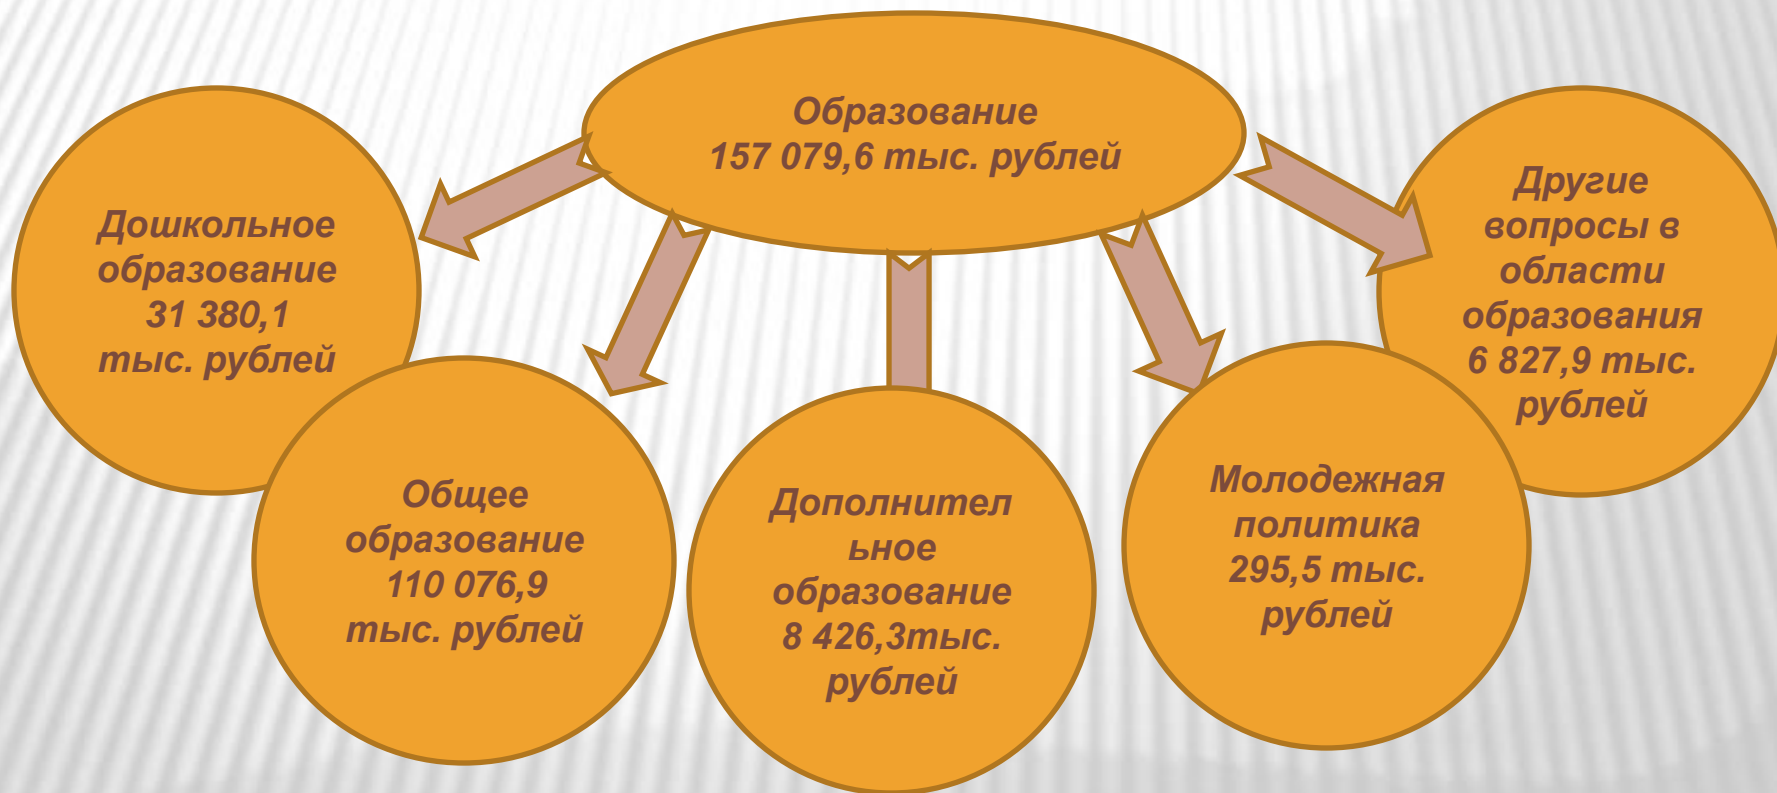 Образование
157 079,6 тыс. рублей
Дошкольное
образование
31 380,1
тыс. рублей
Общее
образование
110 076,9
тыс. рублей
Дополнител
ьное
образование
8 426,3тыс.
рублей
Молодежная
политика
295,5 тыс.
рублей
Другие
вопросы в
области
образования
6 827,9 тыс.
рублей